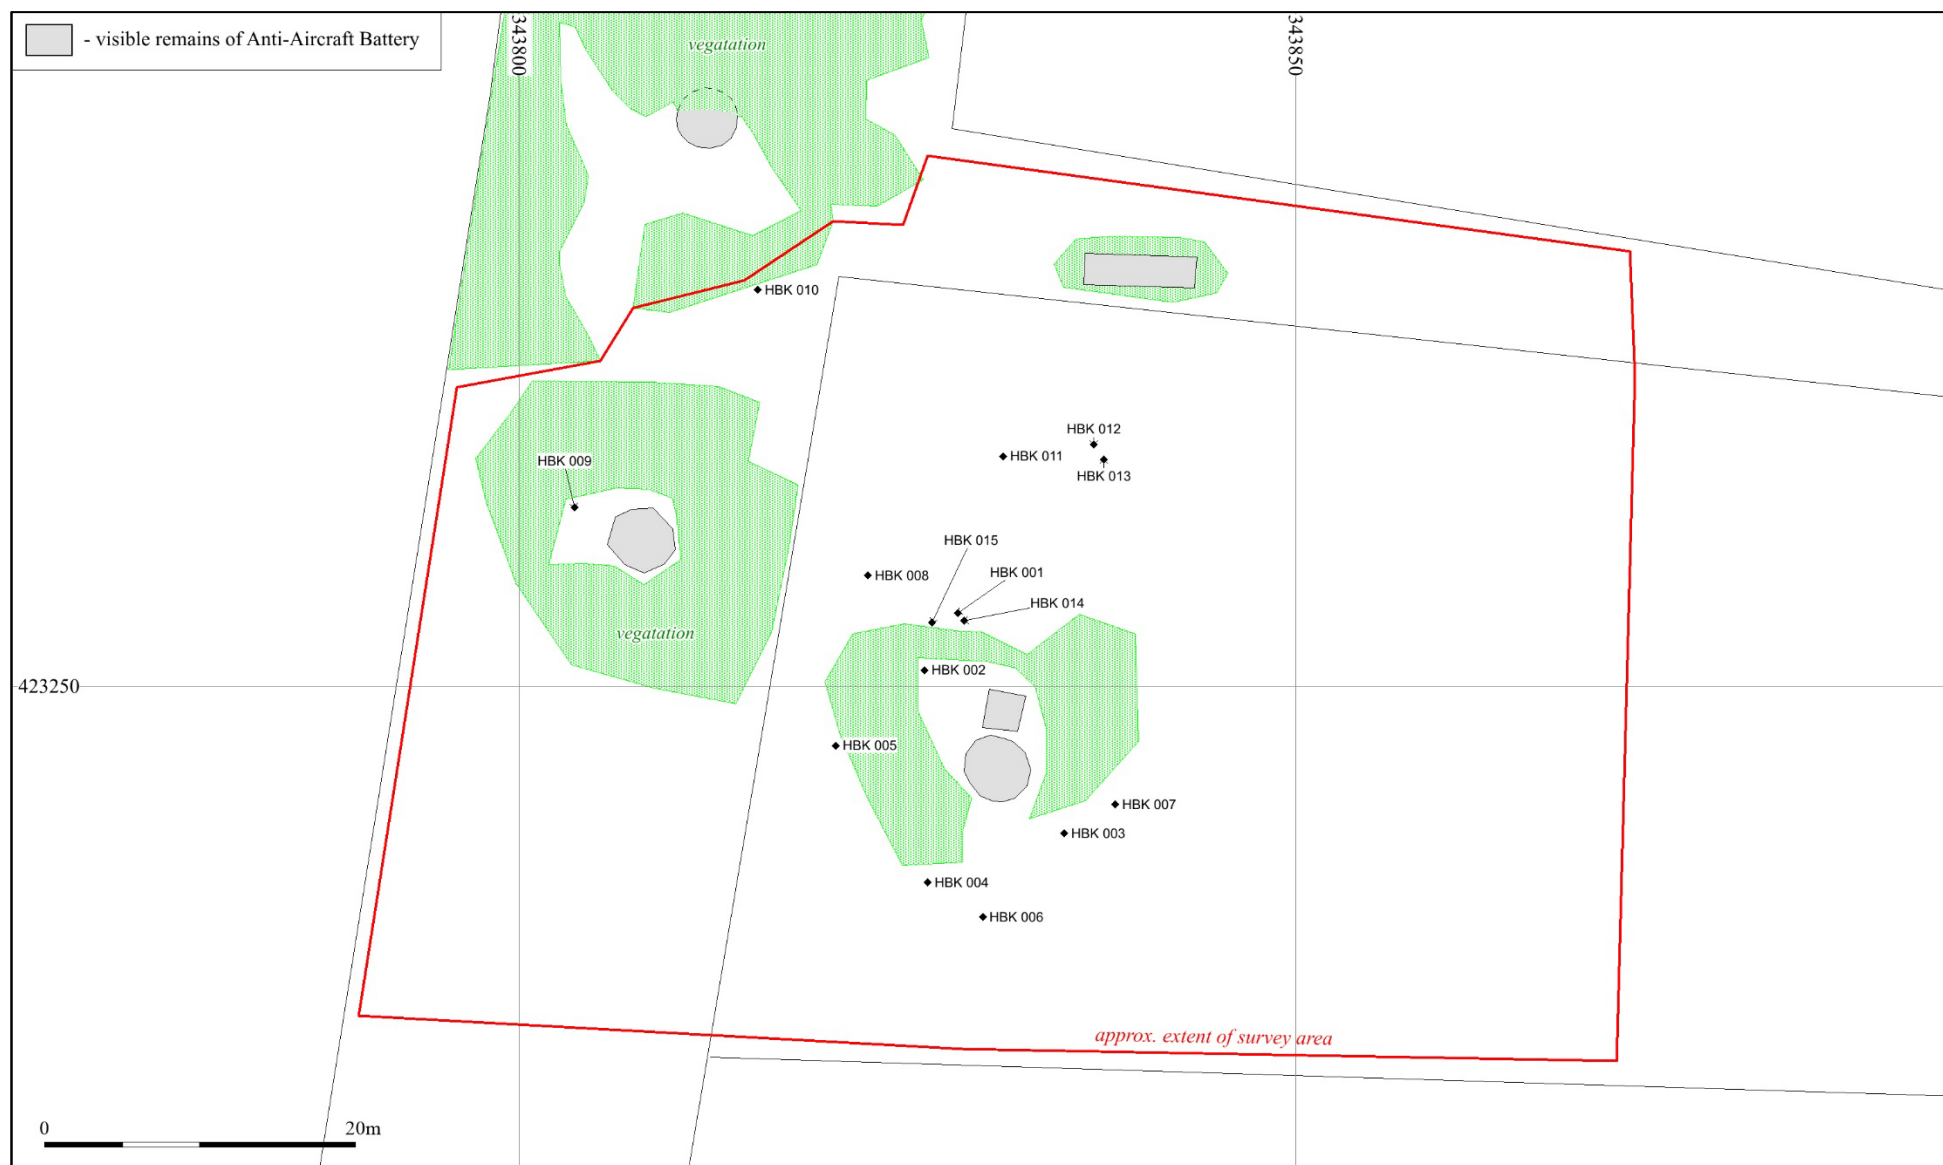 - visible remains of Anti-Aircraft Battery
343800
343850
vegatation
HBK 010
HBK 012
HBK 011
HBK 013
HBK 009
HBK 015
HBK 001
HBK 008
HBK 014
vegatation
HBK 002
423250
HBK 005
HBK 007
HBK 003
HBK 004
HBK 006
approx. extent of survey area
0 20m